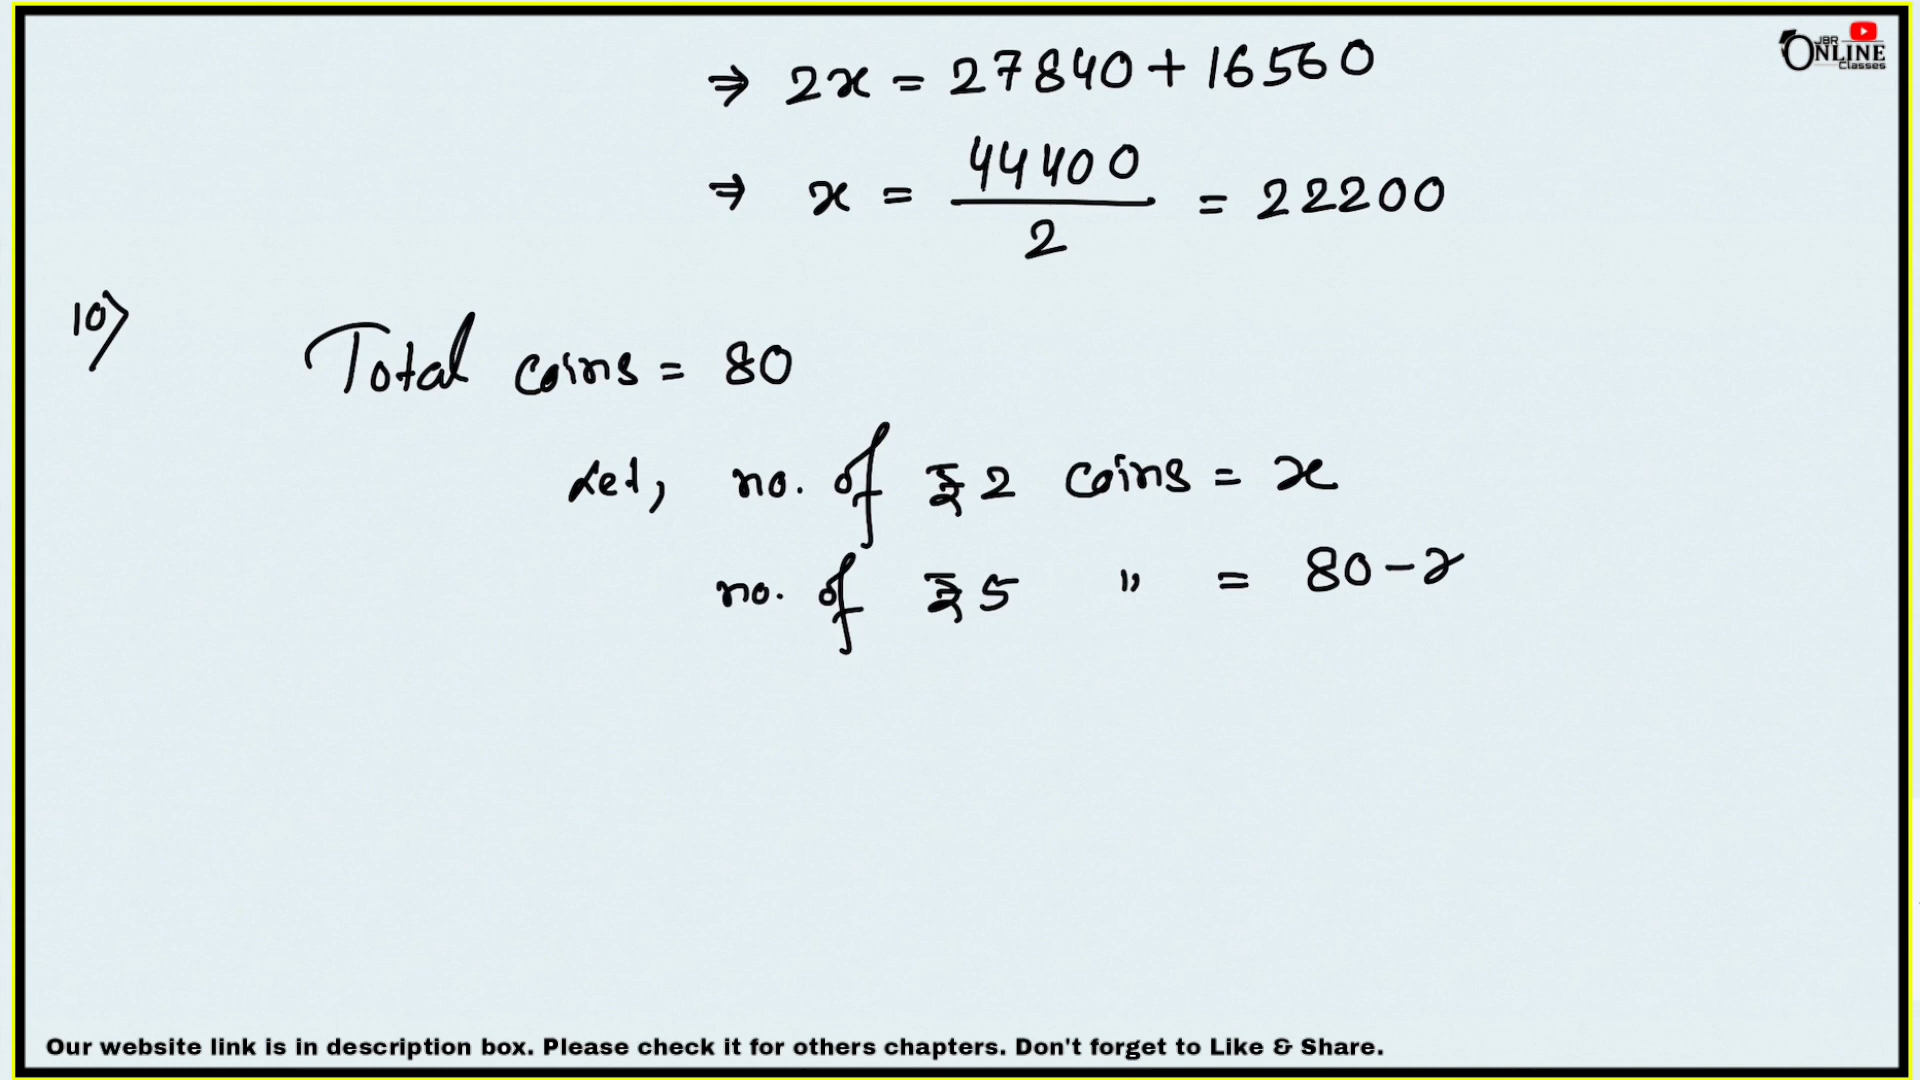 ⇒ 2x = 27840 + 16560
JBR ONLINE Classes
⇒ x = 44400/2 = 22200
10)
Total coins = 80
Let, no. of ₹2 coins = x
no. of ₹5 " = 80-x
Our website link is in description box. Please check it for others chapters. Don't forget to Like & Share.